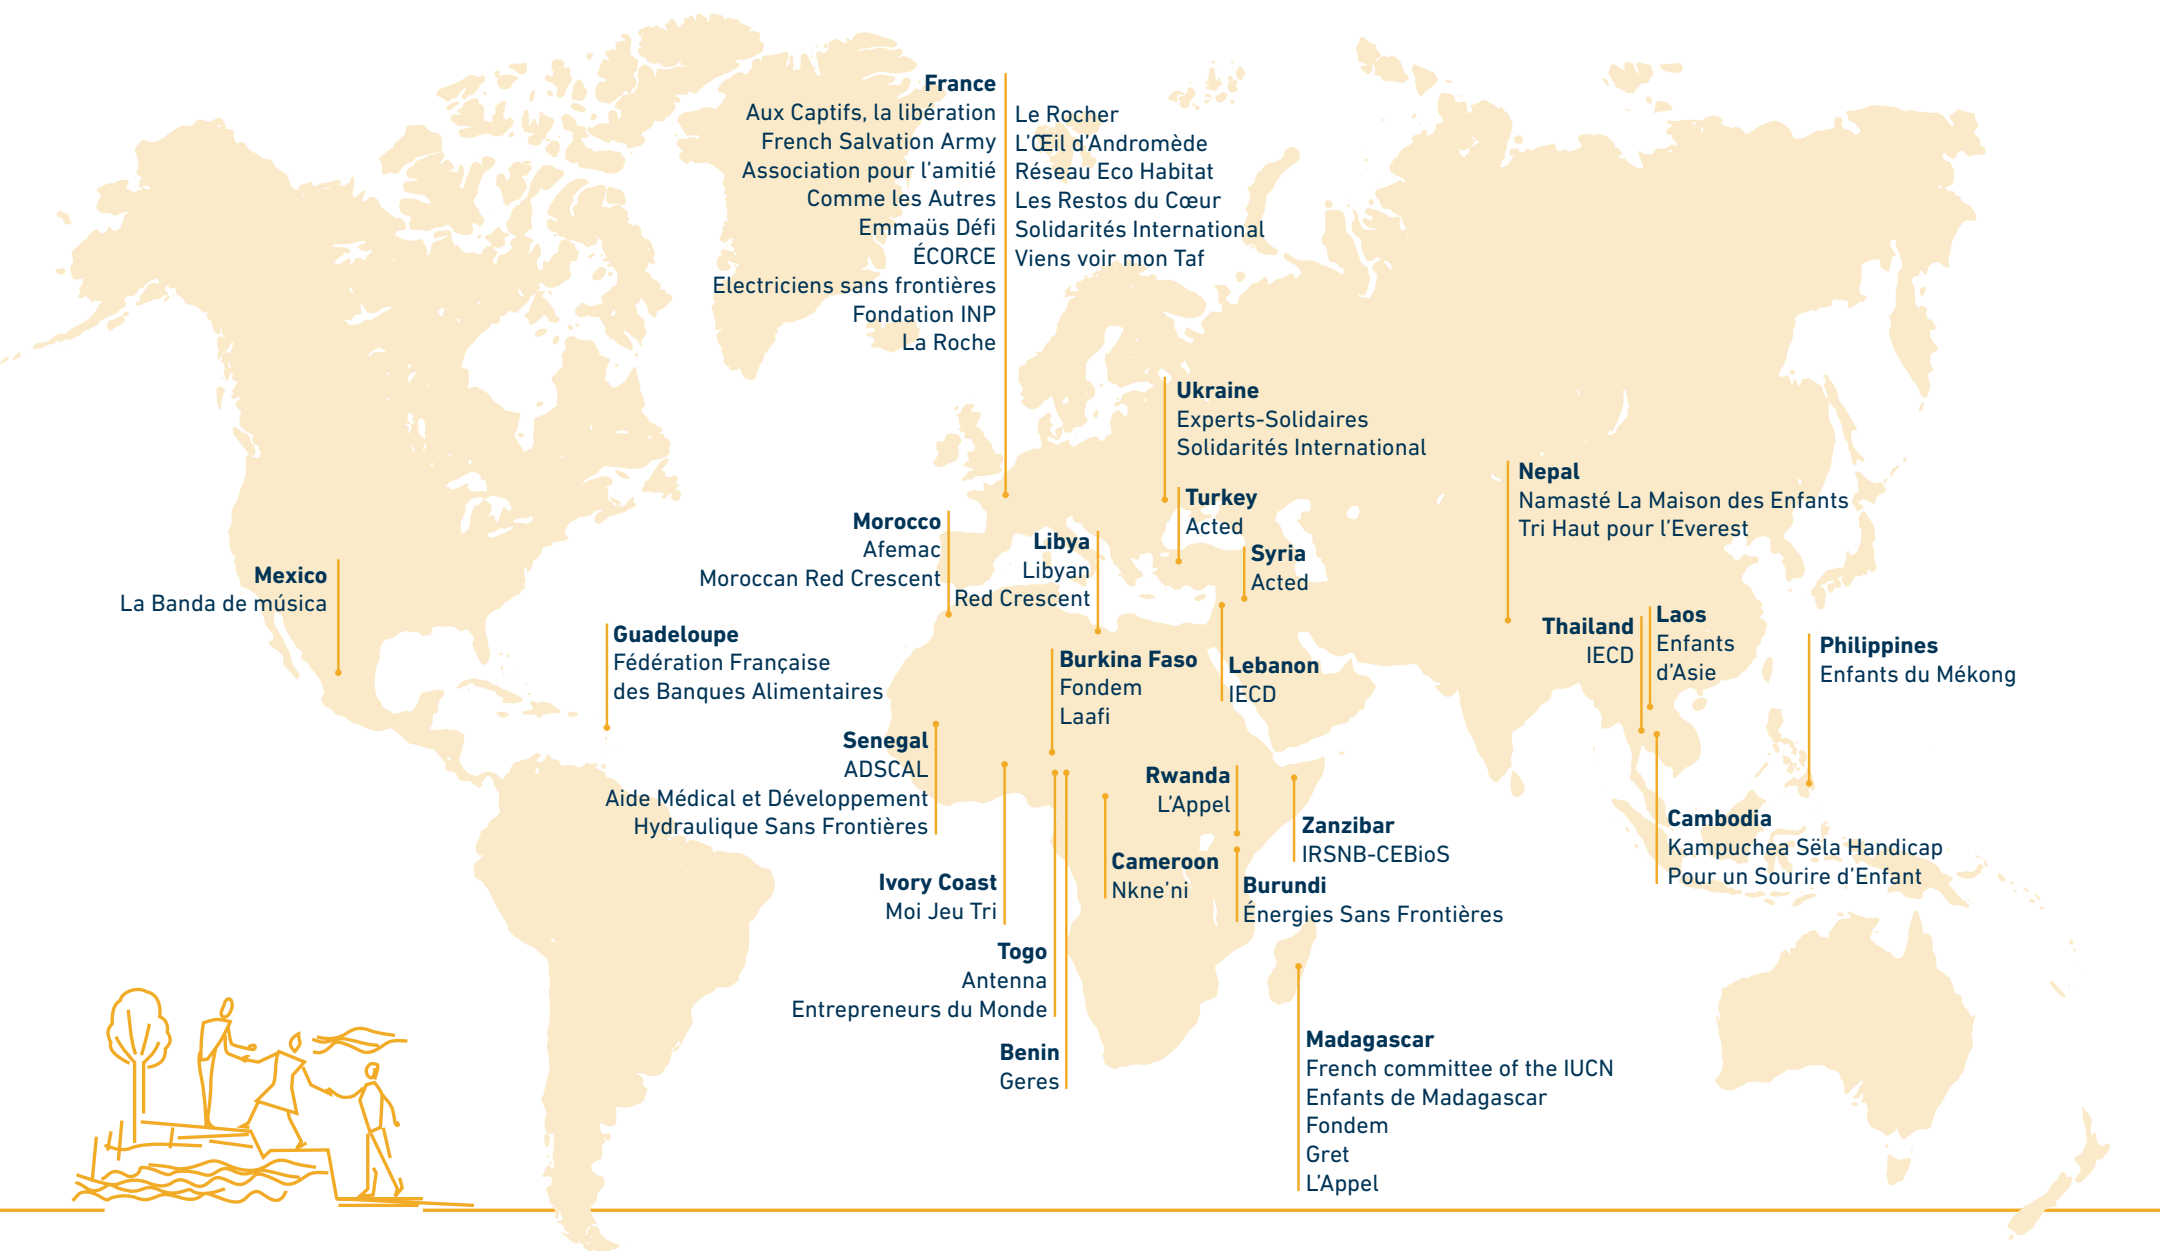 France
Aux Captifs, la libération
French Salvation Army
Association pour l'amitié
Comme les Autres
Emmaüs Défi
ÉCORCE
Electriciens sans frontières
Fondation INP
La Roche
Le Rocher
L'Œil d'Andromède
Réseau Eco Habitat
Les Restos du Cœur
Solidarités International
Viens voir mon Taf
Ukraine
Experts-Solidaires
Solidarités International
Nepal
Namasté La Maison des Enfants
Tri Haut pour l'Everest
Turkey
Acted
Morocco
Afemac
Moroccan Red Crescent
Libya
Libyan
Red Crescent
Syria
Acted
Mexico
La Banda de música
Guadeloupe
Fédération Française
des Banques Alimentaires
Burkina Faso
Fondem
Laafi
Lebanon
IECD
Thailand
IECD
Laos
Enfants
d'Asie
Philippines
Enfants du Mékong
Senegal
ADSCAL
Aide Médical et Développement
Hydraulique Sans Frontières
Rwanda
L'Appel
Zanzibar
IRSNB-CEBioS
Cambodia
Kampuchea Sëla Handicap
Pour un Sourire d'Enfant
Cameroon
Nkne'ni
Ivory Coast
Moi Jeu Tri
Burundi
Énergies Sans Frontières
Togo
Antenna
Entrepreneurs du Monde
Benin
Geres
Madagascar
French committee of the IUCN
Enfants de Madagascar
Fondem
Gret
L'Appel